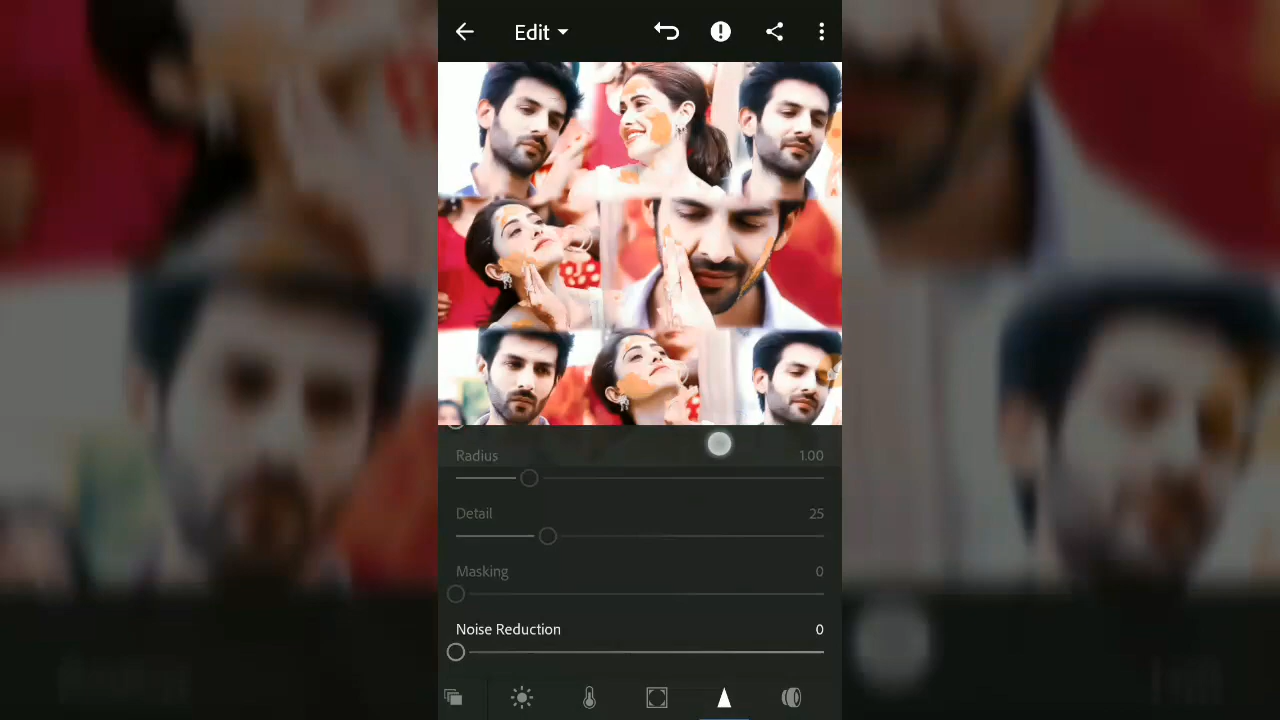 Edit
Radius 1.00
Detail 25
Masking 0
Noise Reduction 0